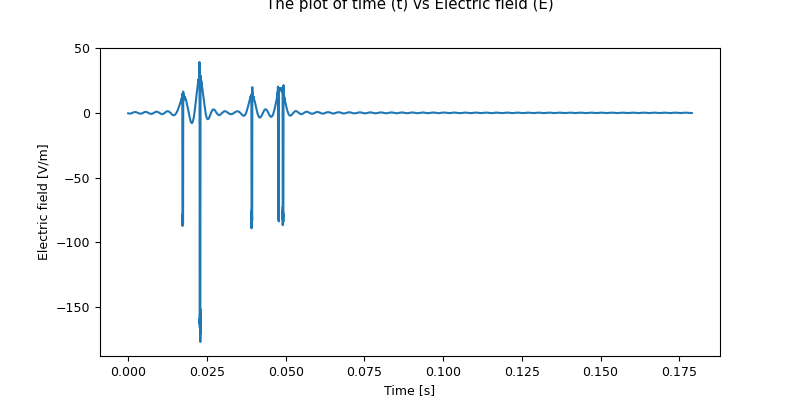 The plot of time (t) vs Electric field (E)
50
0
−50
−100
−150
Electric field [V/m]
0.000 0.025 0.050 0.075 0.100 0.125 0.150 0.175
Time [s]